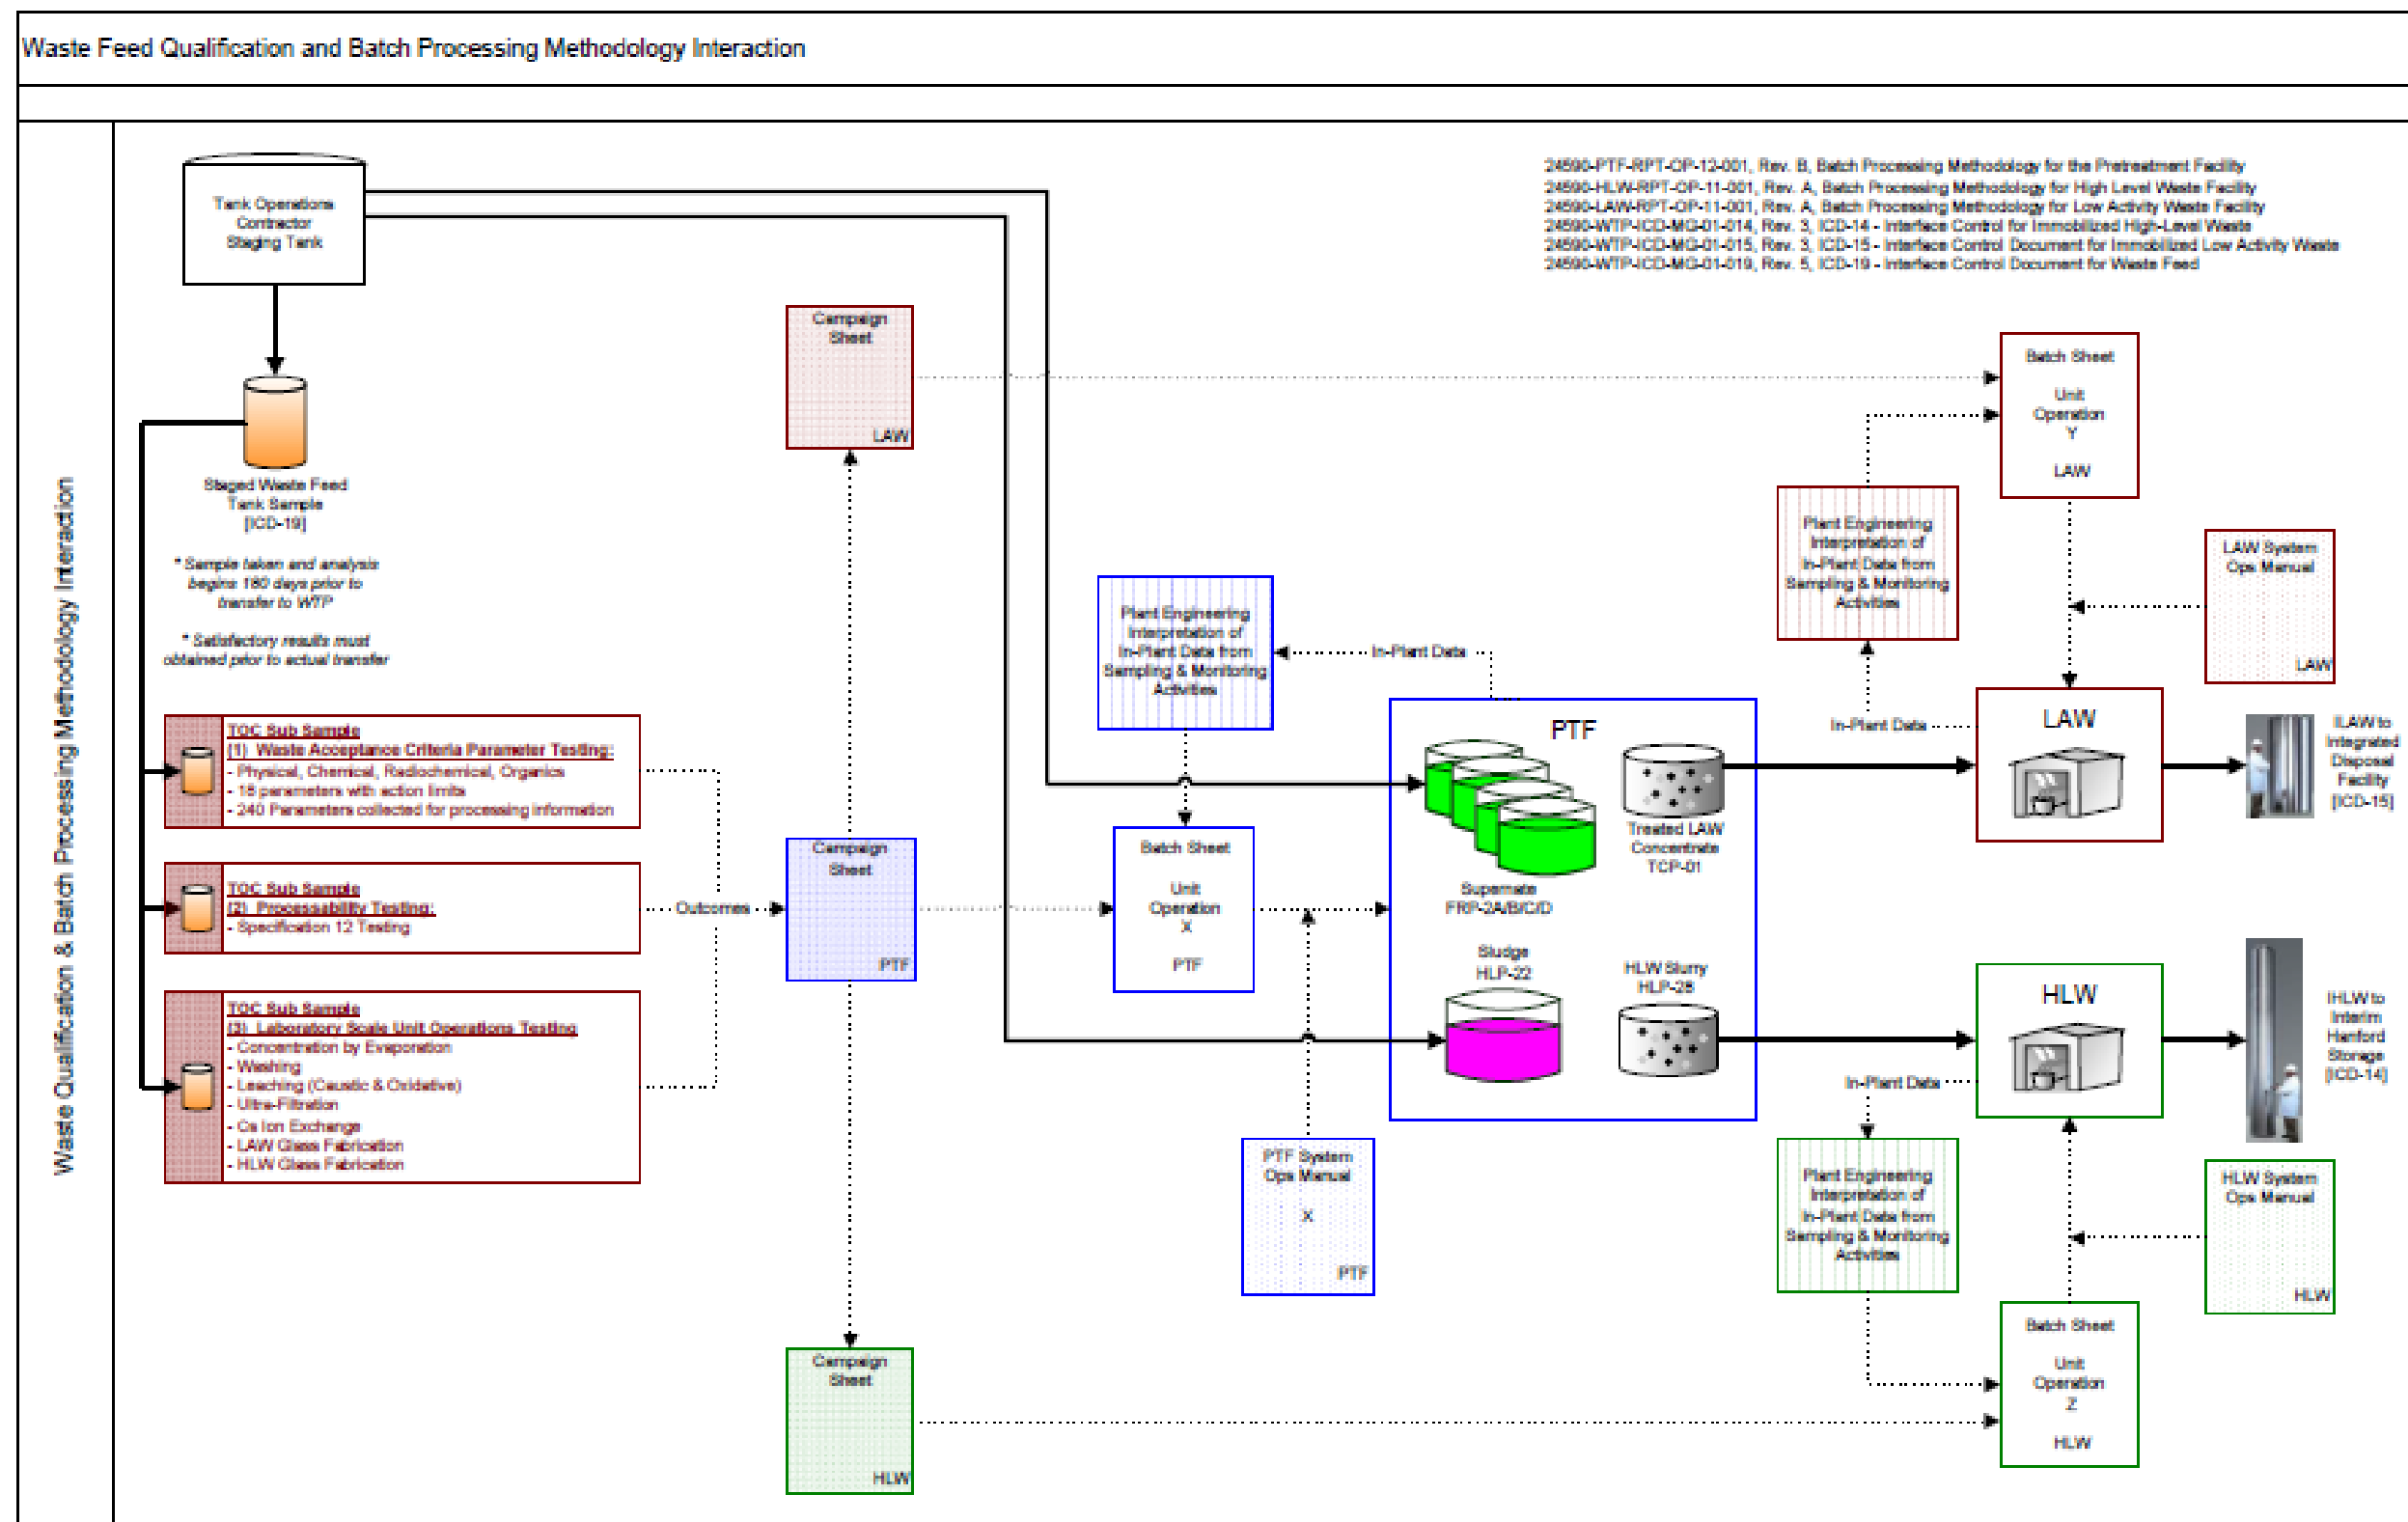 Waste Feed Qualification and Batch Processing Methodology Interaction
Waste Qualification & Batch Processing Methodology Interaction
24590-PTF-RPT-OP-12-001, Rev. B, Batch Processing Methodology for the Pretreatment Facility
24590-HLW-RPT-OP-11-001, Rev. A, Batch Processing Methodology for High Level Waste Facility
24590-LAW-RPT-OP-11-001, Rev. A, Batch Processing Methodology for Low Activity Waste Facility
24590-WTP-ICD-MG-01-014, Rev. 3, ICD-14 - Interface Control for Immobilized High-Level Waste
24590-WTP-ICD-MG-01-015, Rev. 3, ICD-15 - Interface Control Document for Immobilized Low Activity Waste
24590-WTP-ICD-MG-01-019, Rev. 5, ICD-19 - Interface Control Document for Waste Feed
Tank Operations
Contractor
Staging Tank
Staged Waste Feed
Tank Sample
[ICD-19]
* Sample taken and analysis
begins 180 days prior to
transfer to WTP
* Satisfactory results must
obtained prior to actual transfer
TOC Sub Sample
(1) Waste Acceptance Criteria Parameter Testing:
- Physical, Chemical, Radiochemical, Organics
- 18 parameters with action limits
- 240 Parameters collected for processing information
TOC Sub Sample
(2) Processability Testing:
- Specification 12 Testing
TOC Sub Sample
(3) Laboratory Scale Unit Operations Testing
- Concentration by Evaporation
- Washing
- Leaching (Caustic & Oxidative)
- Ultra-Filtration
- Cs Ion Exchange
- LAW Glass Fabrication
- HLW Glass Fabrication
Outcomes
Campaign
Sheet
LAW
Campaign
Sheet
PTF
Campaign
Sheet
HLW
Plant Engineering
Interpretation of
In-Plant Data from
Sampling & Monitoring
Activities
In-Plant Data
Batch Sheet
Unit
Operation
X
PTF
PTF System
Ops Manual
X
PTF
PTF
Supernate
FRP-2A/B/C/D
Treated LAW
Concentrate
TCP-01
Sludge
HLP-22
HLW Slurry
HLP-28
Batch Sheet
Unit
Operation
Y
LAW
Plant Engineering
Interpretation of
In-Plant Data from
Sampling & Monitoring
Activities
In-Plant Data
LAW System
Ops Manual
LAW
LAW
ILAW to
Integrated
Disposal
Facility
[ICD-15]
HLW
IHLW to
Interim
Hanford
Storage
[ICD-14]
In-Plant Data
Plant Engineering
Interpretation of
In-Plant Data from
Sampling & Monitoring
Activities
HLW System
Ops Manual
HLW
Batch Sheet
Unit
Operation
Z
HLW